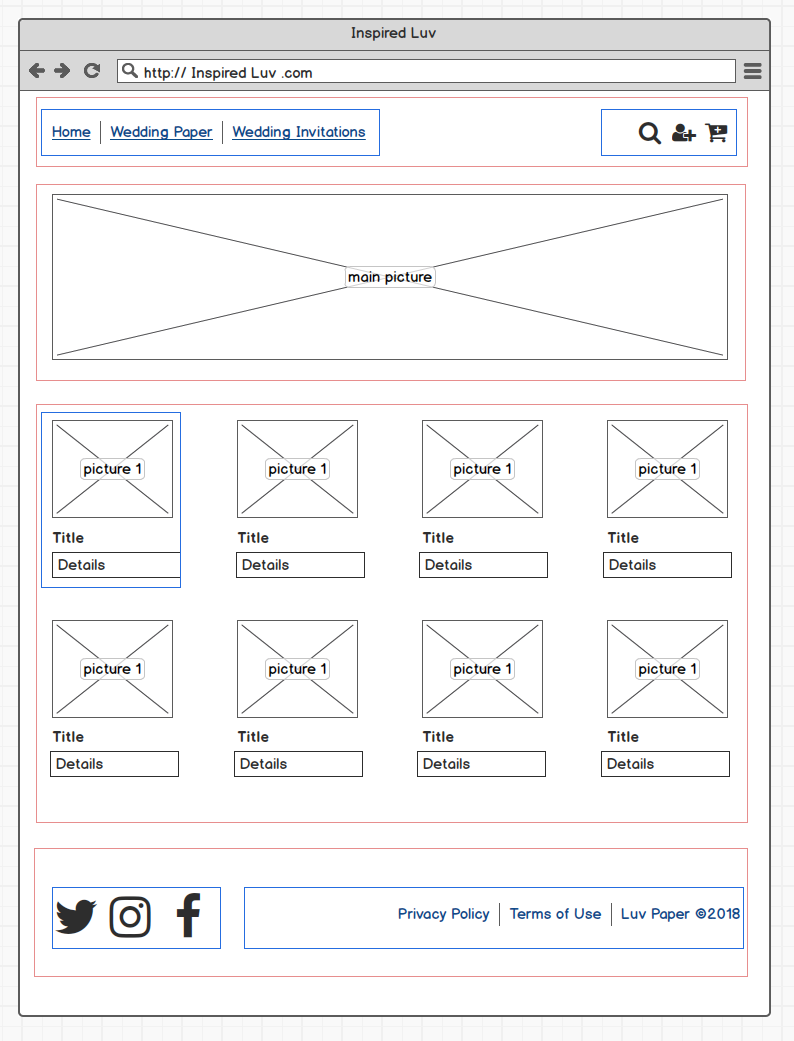 Inspired Luv
http:// Inspired Luv .com
Home Wedding Paper Wedding Invitations
main picture
picture 1 picture 1 picture 1 picture 1
Title Title Title Title
Details Details Details Details
picture 1 picture 1 picture 1 picture 1
Title Title Title Title
Details Details Details Details
Privacy Policy Terms of Use Luv Paper ©2018